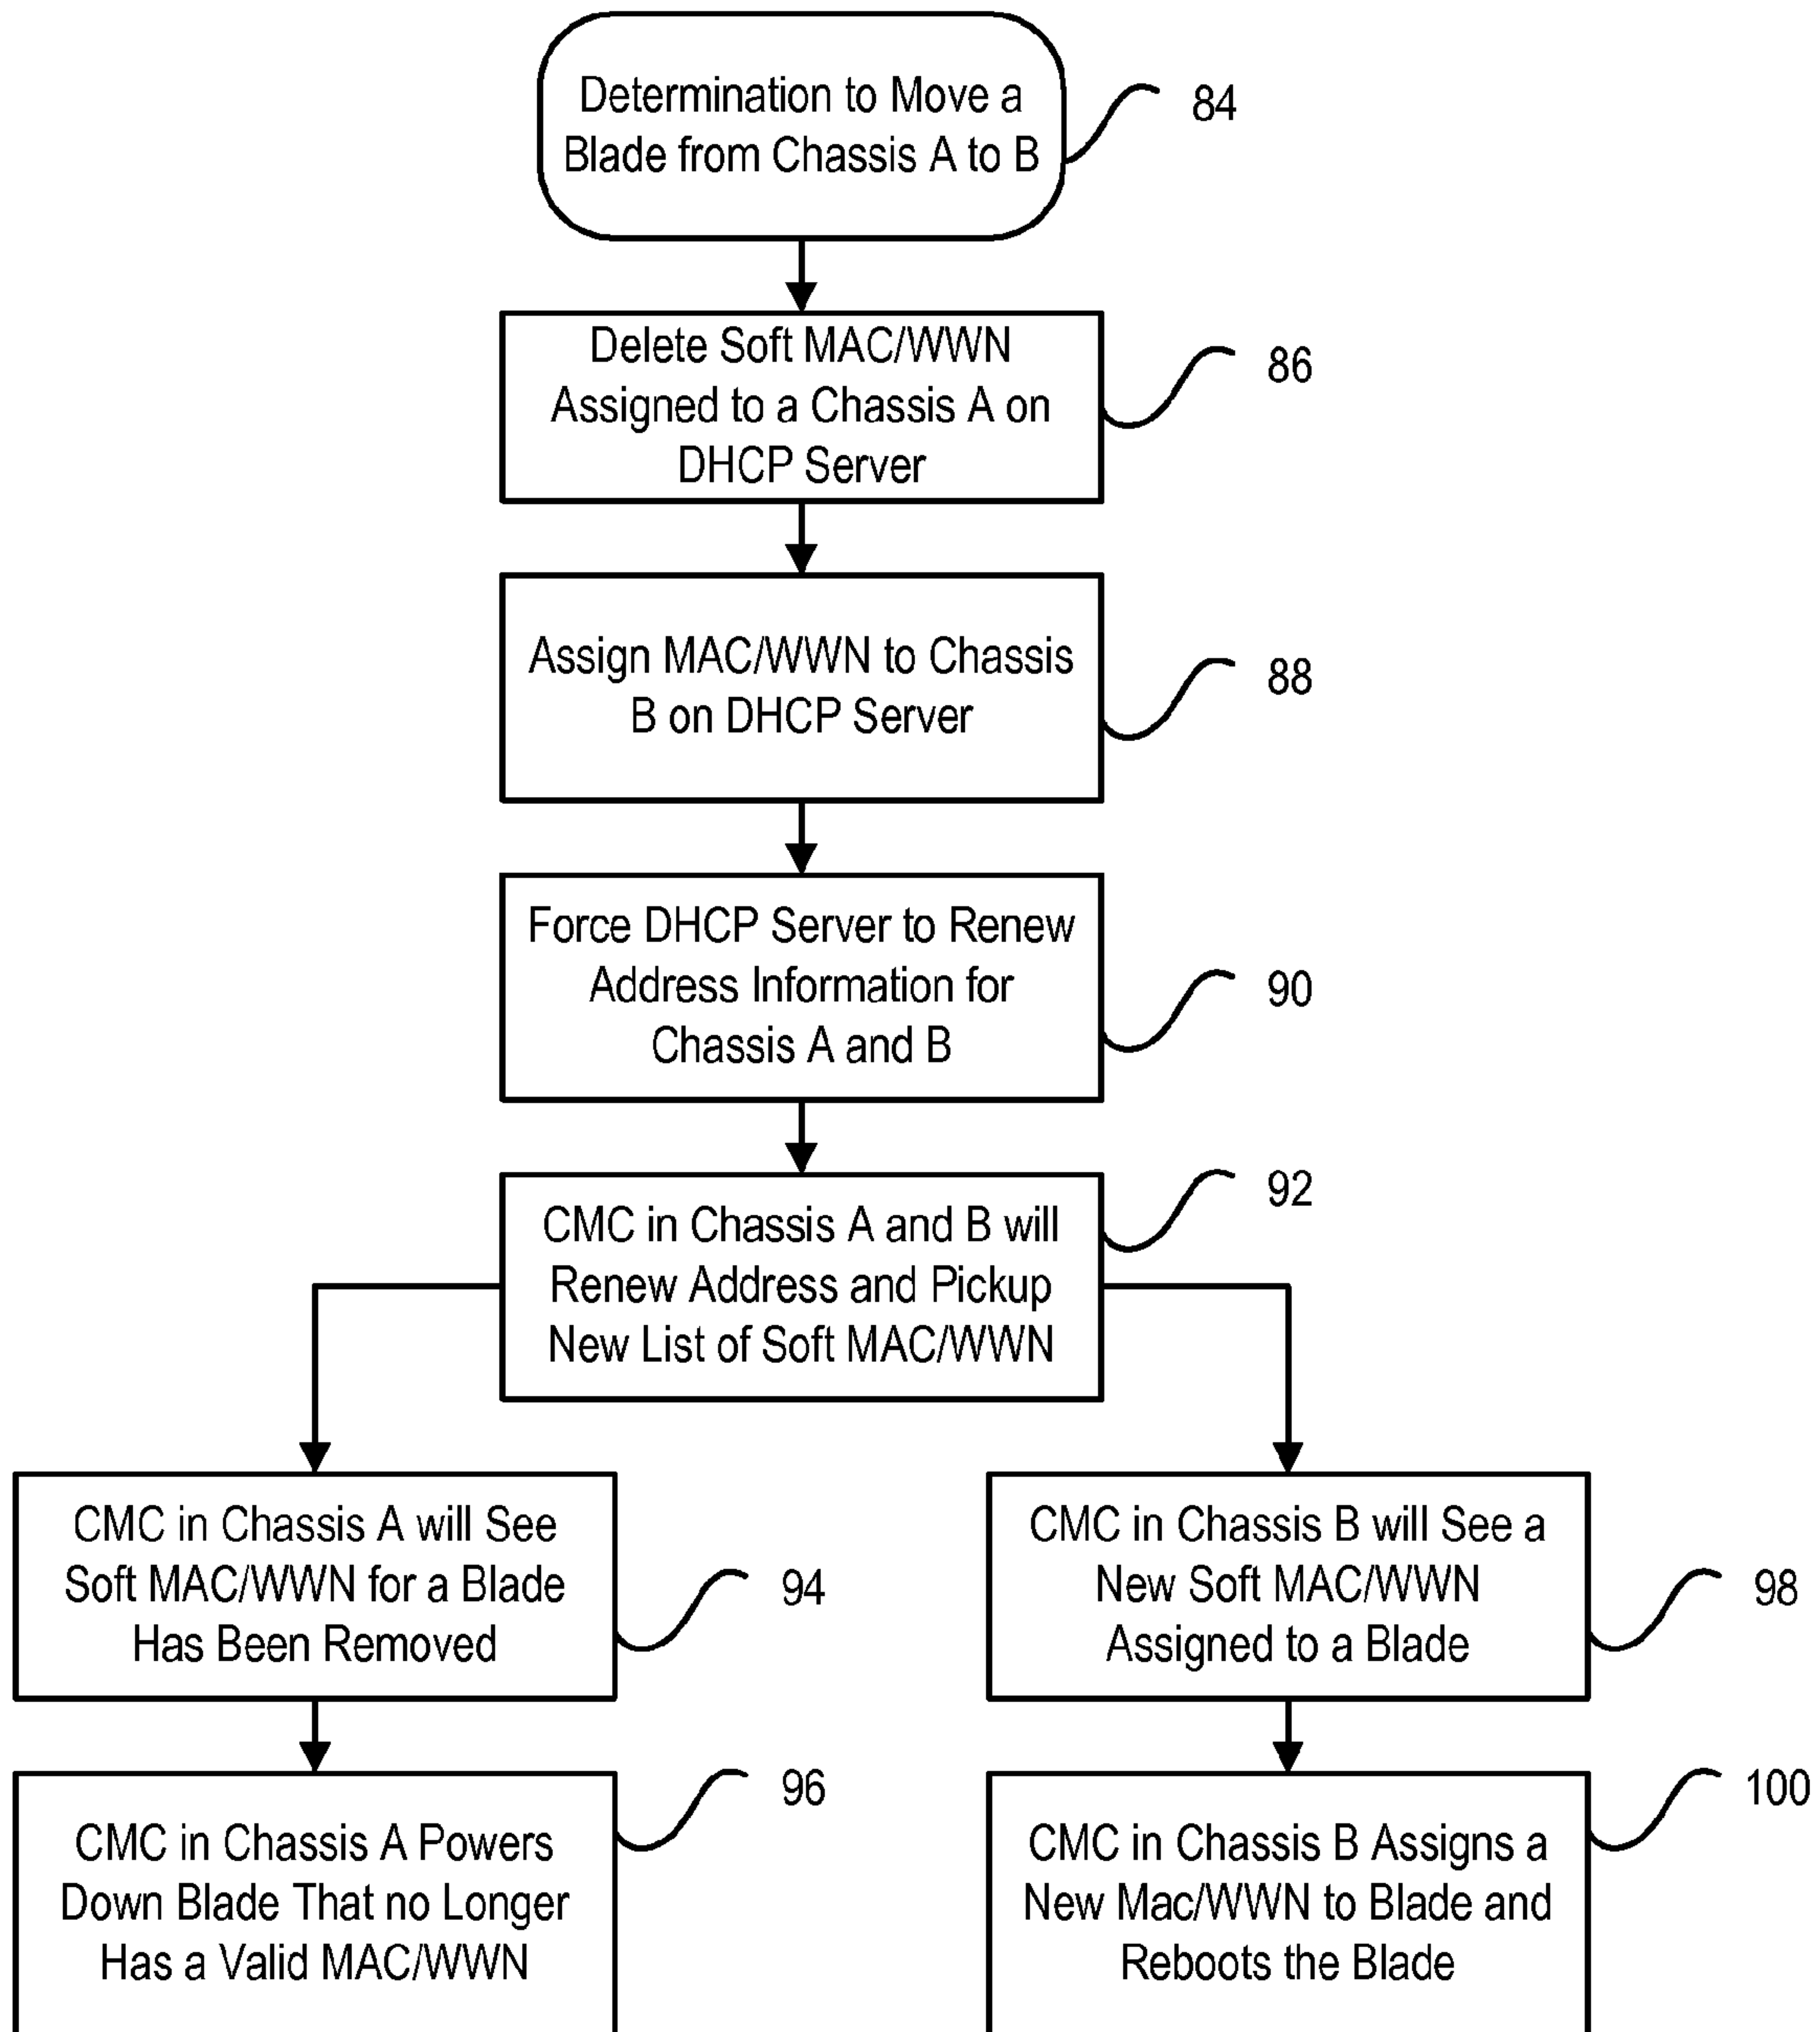 Determination to Move a
Blade from Chassis A to B
84
Delete Soft MAC/WWN
Assigned to a Chassis A on
DHCP Server
86
Assign MAC/WWN to Chassis
B on DHCP Server
88
Force DHCP Server to Renew
Address Information for
Chassis A and B
90
CMC in Chassis A and B will
Renew Address and Pickup
New List of Soft MAC/WWN
92
CMC in Chassis A will See
Soft MAC/WWN for a Blade
Has Been Removed
94
CMC in Chassis B will See a
New Soft MAC/WWN
Assigned to a Blade
98
CMC in Chassis A Powers
Down Blade That no Longer
Has a Valid MAC/WWN
96
CMC in Chassis B Assigns a
New Mac/WWN to Blade and
Reboots the Blade
100